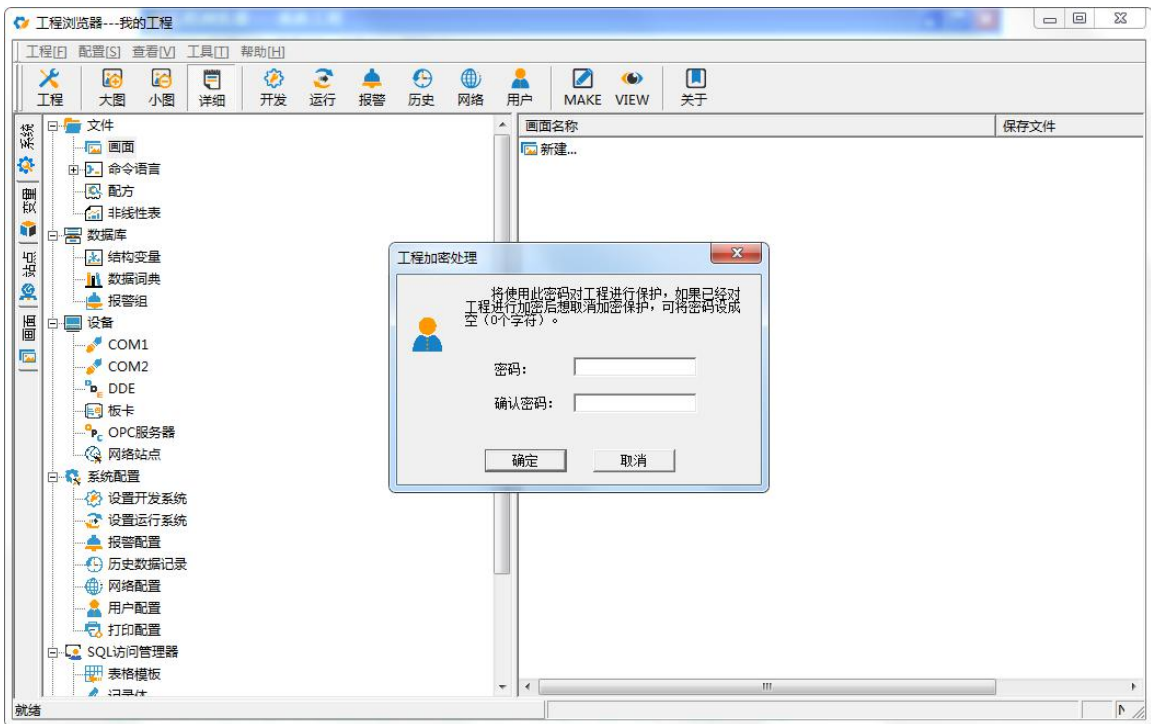 工程浏览器---我的工程
工程[F] 配置[S] 查看[V] 工具[T] 帮助[H]
工程 大图 小图 详细 开发 运行 报警 历史 网络 用户 MAKE VIEW 关于
系统
变量
站点
画面
文件
画面
命令语言
配方
非线性表
数据库
结构变量
数据词典
报警组
设备
COM1
COM2
DDE
板卡
OPC服务器
网络站点
系统配置
设置开发系统
设置运行系统
报警配置
历史数据记录
网络配置
用户配置
打印配置
SQL访问管理器
表格模板
记录体
画面名称 保存文件
新建...
工程加密处理
将使用此密码对工程进行保护，如果已经对
工程进行加密后想取消加密保护，可将密码设成
空（0个字符）。
密码：
确认密码：
确定 取消
就绪